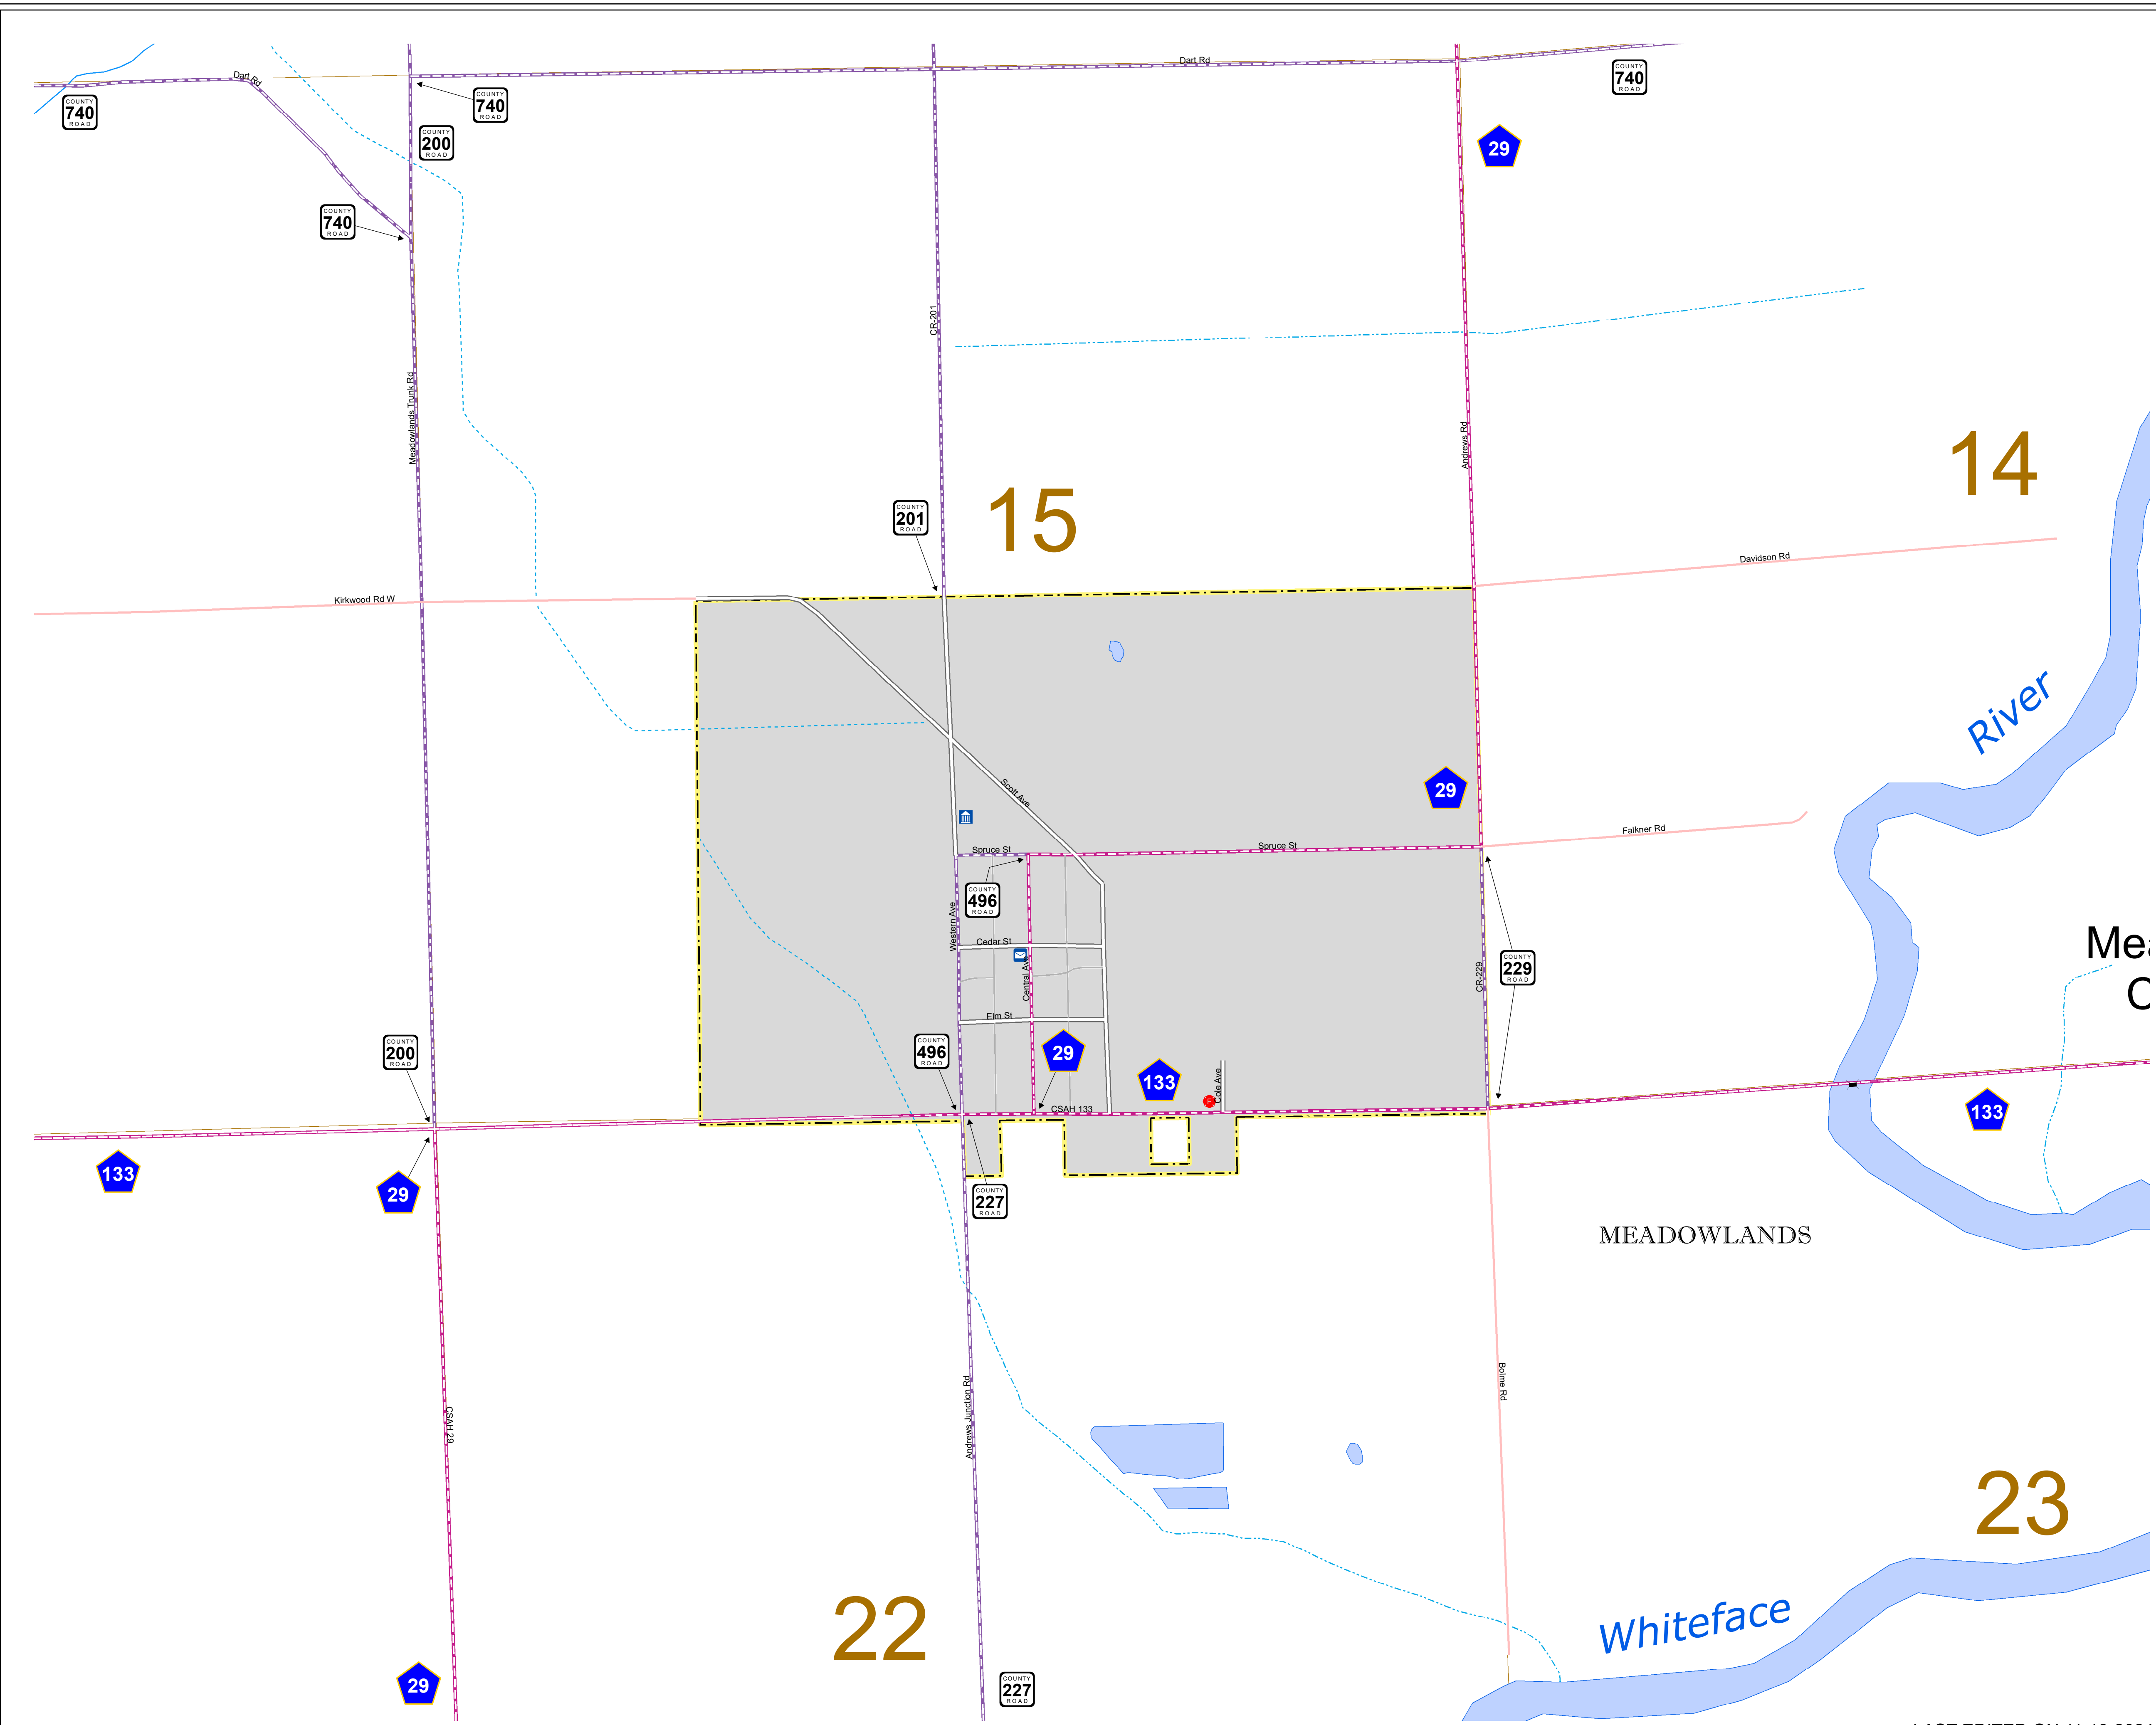 Dart Rd
Dart Rd
COUNTY
740
ROAD
COUNTY
740
ROAD
COUNTY
740
ROAD
COUNTY
200
ROAD
29
COUNTY
740
ROAD
CR-201
Meadowlands Trunk Rd
Andrews Rd
14
15
COUNTY
201
ROAD
Davidson Rd
Kirkwood Rd W
River
Scott Ave
29
Falkner Rd
Spruce St
Spruce St
COUNTY
496
ROAD
Western Ave
Cedar St
Central Ave
CR-229
COUNTY
229
ROAD
Elm St
COUNTY
200
ROAD
COUNTY
496
ROAD
29
133
Cole Ave
CSAH 133
133
133
29
COUNTY
227
ROAD
MEADOWLANDS
Bolme Rd
Andrews Junction Rd
CSAH 29
23
22
Whiteface
29
COUNTY
227
ROAD